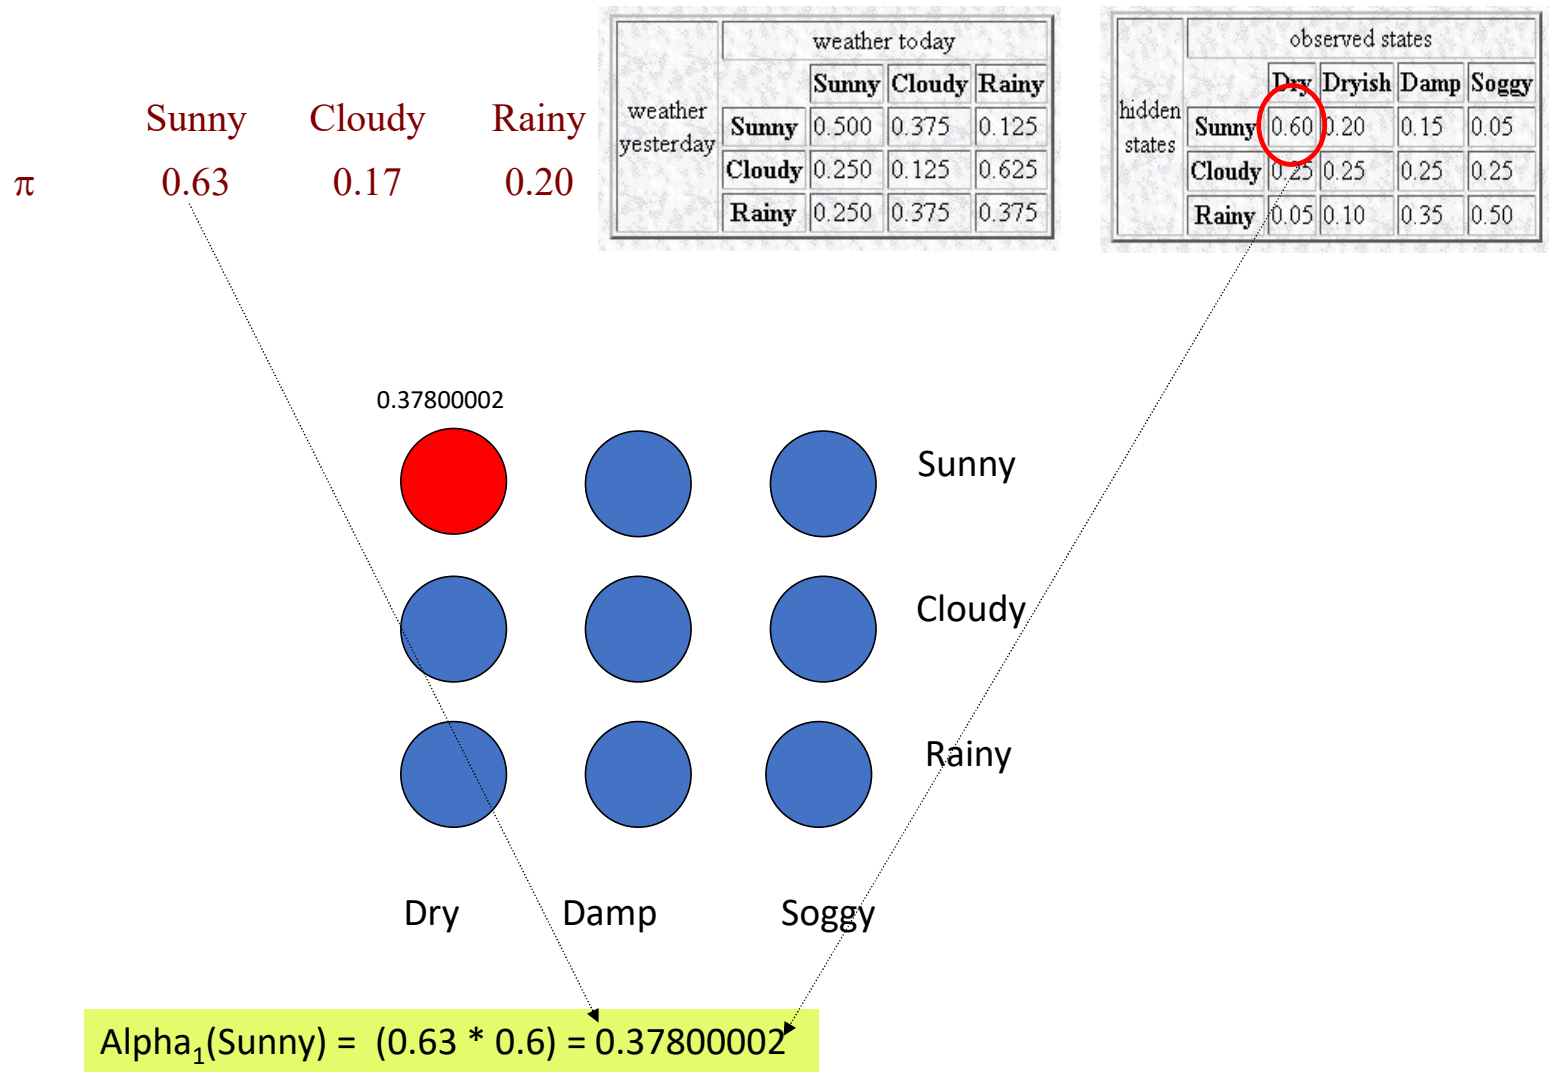 Sunny Cloudy Rainy
π 0.63 0.17 0.20
weather today
Sunny Cloudy Rainy
weather yesterday
Sunny 0.500 0.375 0.125
Cloudy 0.250 0.125 0.625
Rainy 0.250 0.375 0.375
observed states
Dry Dryish Damp Soggy
hidden states
Sunny 0.60 0.20 0.15 0.05
Cloudy 0.25 0.25 0.25 0.25
Rainy 0.05 0.10 0.35 0.50
0.37800002
Sunny
Cloudy
Rainy
Dry Damp Soggy
Alpha₁(Sunny) = (0.63 * 0.6) = 0.37800002